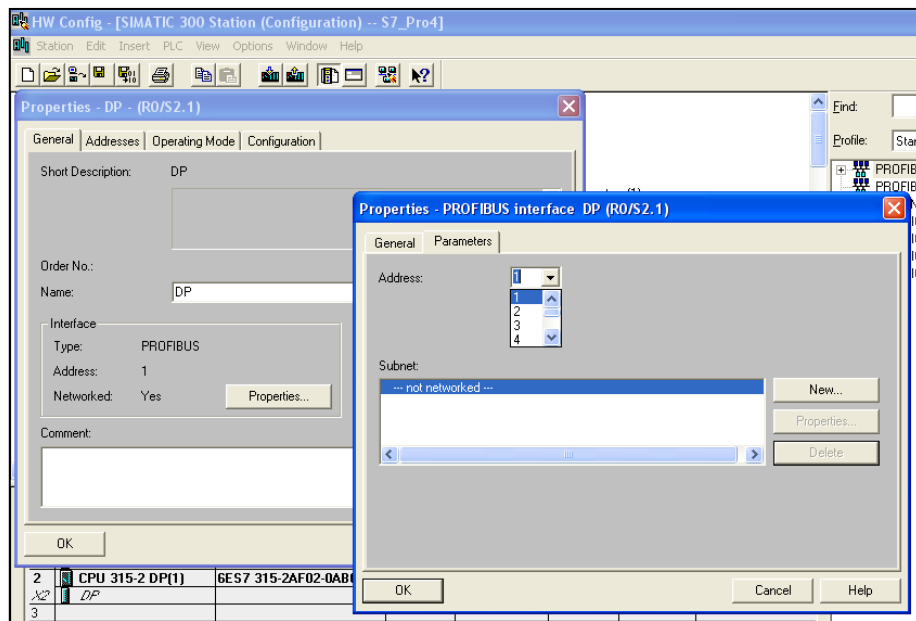 HW Config - [SIMATIC 300 Station (Configuration) -- S7_Pro4]
Station Edit Insert PLC View Options Window Help
Properties - DP - (R0/S2.1)
General Addresses Operating Mode Configuration
Short Description: DP
Order No.:
Name: DP
Interface
Type: PROFIBUS
Address: 1
Networked: Yes Properties...
Comment:
OK
Find:
Profile:
Properties - PROFIBUS interface DP (R0/S2.1)
General Parameters
Address: 1
1
2
3
4
Subnet:
--- not networked ---
New...
Properties...
Delete
OK Cancel Help
2 CPU 315-2 DP(1) 6ES7 315-2AF02-0AB
X2 DP
3